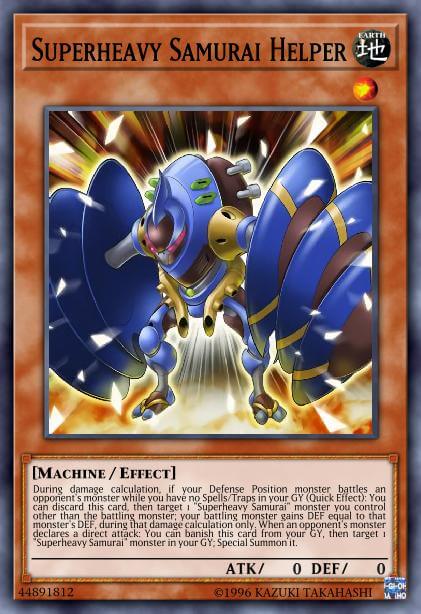 SUPERHEAVY SAMURAI HELPER
EARTH
地
[MACHINE / EFFECT]
During damage calculation, if your Defense Position monster battles an
opponent's monster while you have no Spells/Traps in your GY (Quick Effect): You
can discard this card, then target 1 "Superheavy Samurai" monster you control
other than the battling monster; your battling monster gains DEF equal to that
monster's DEF, during that damage calculation only. When an opponent's monster
declares a direct attack: You can banish this card from your GY, then target 1
"Superheavy Samurai" monster in your GY; Special Summon it.
ATK/ 0 DEF/ 0
44891812 ©1996 KAZUKI TAKAHASHI